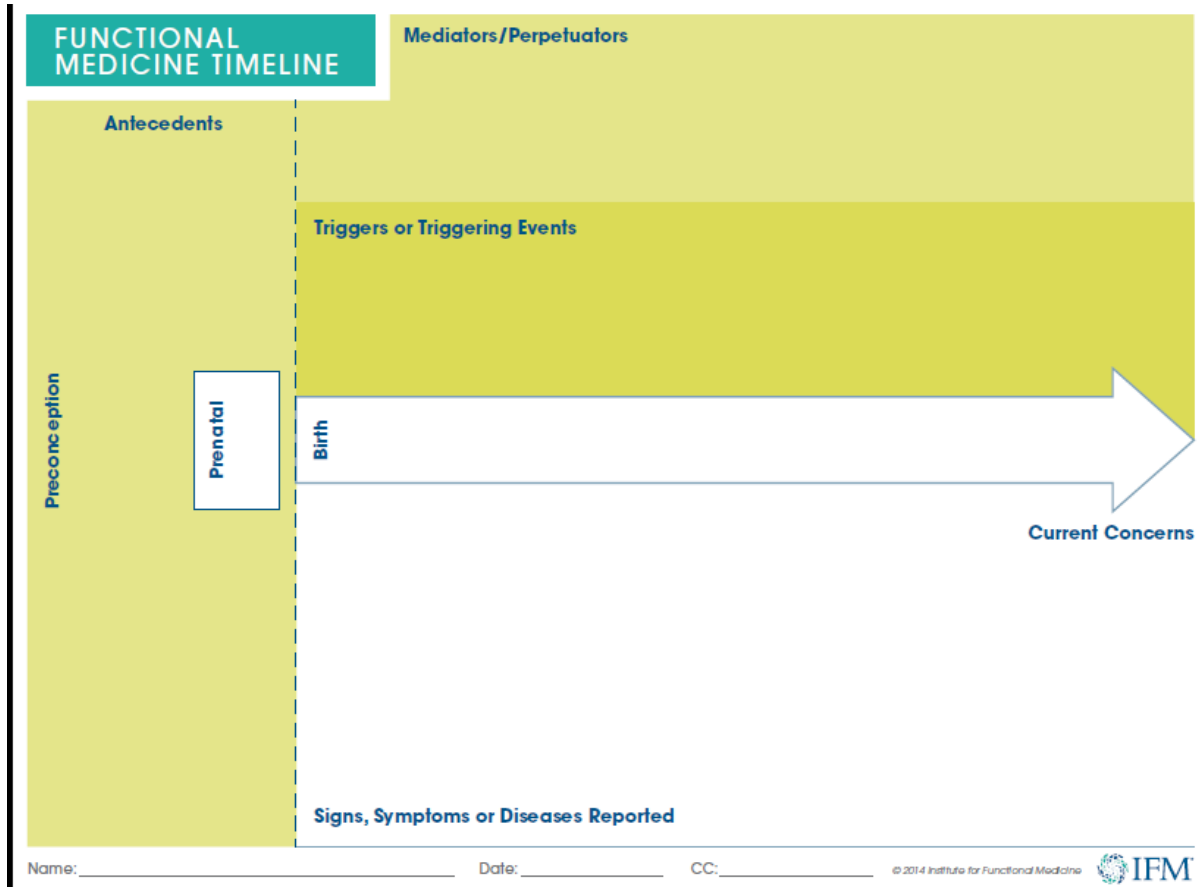 FUNCTIONAL
MEDICINE TIMELINE
Mediators/Perpetuators
Antecedents
Triggers or Triggering Events
Preconception
Prenatal
Birth
Current Concerns
Signs, Symptoms or Diseases Reported
Name:
Date:
CC:
© 2014 Institute for Functional Medicine
IFM